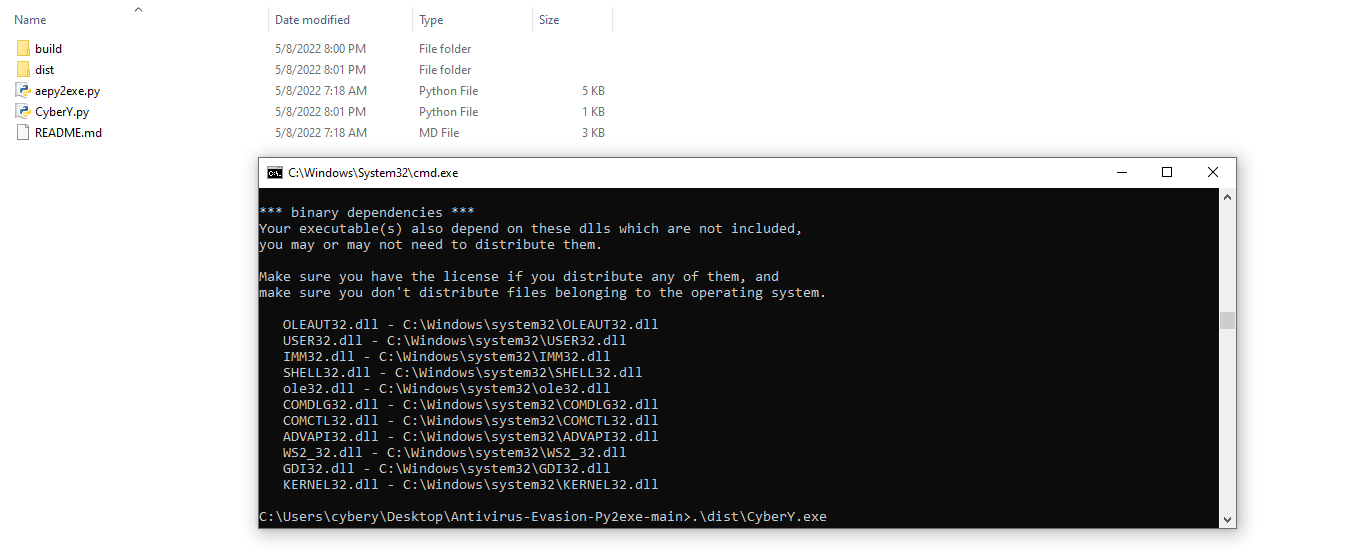 Name Date modified Type Size
build 5/8/2022 8:00 PM File folder
dist 5/8/2022 8:01 PM File folder
aepy2exe.py 5/8/2022 7:18 AM Python File 5 KB
CyberY.py 5/8/2022 8:01 PM Python File 1 KB
README.md 5/8/2022 7:18 AM MD File 3 KB
C:\Windows\System32\cmd.exe
*** binary dependencies ***
Your executable(s) also depend on these dlls which are not included,
you may or may not need to distribute them.
Make sure you have the license if you distribute any of them, and
make sure you don't distribute files belonging to the operating system.
OLEAUT32.dll - C:\Windows\system32\OLEAUT32.dll
USER32.dll - C:\Windows\system32\USER32.dll
IMM32.dll - C:\Windows\system32\IMM32.dll
SHELL32.dll - C:\Windows\system32\SHELL32.dll
ole32.dll - C:\Windows\system32\ole32.dll
COMDLG32.dll - C:\Windows\system32\COMDLG32.dll
COMCTL32.dll - C:\Windows\system32\COMCTL32.dll
ADVAPI32.dll - C:\Windows\system32\ADVAPI32.dll
WS2_32.dll - C:\Windows\system32\WS2_32.dll
GDI32.dll - C:\Windows\system32\GDI32.dll
KERNEL32.dll - C:\Windows\system32\KERNEL32.dll
C:\Users\cybery\Desktop\Antivirus-Evasion-Py2exe-main>.\dist\CyberY.exe